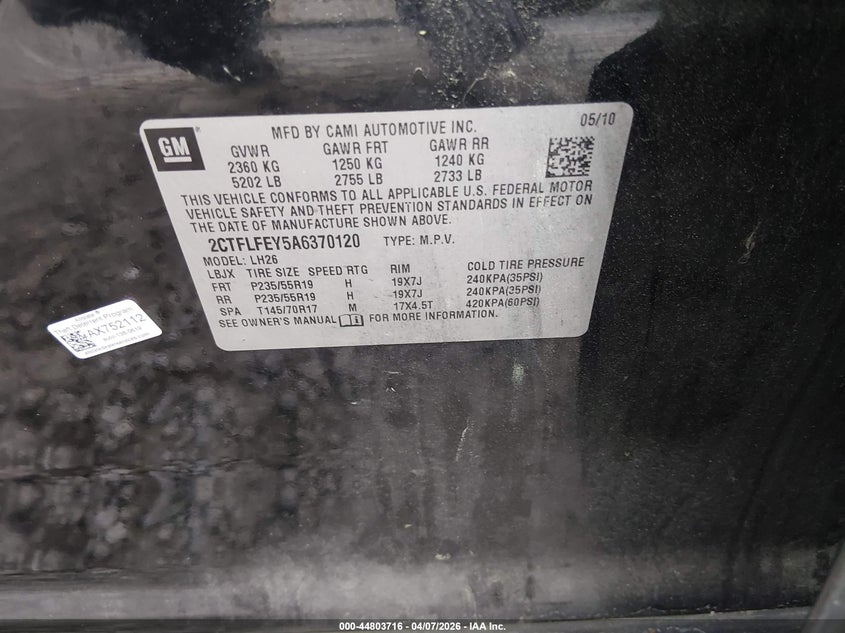 GM
MFD BY CAMI AUTOMOTIVE INC.
05/10
GVWR GAWR FRT GAWR RR
2360 KG 1250 KG 1240 KG
5202 LB 2755 LB 2733 LB
THIS VEHICLE CONFORMS TO ALL APPLICABLE U.S. FEDERAL MOTOR
VEHICLE SAFETY AND THEFT PREVENTION STANDARDS IN EFFECT ON
THE DATE OF MANUFACTURE SHOWN ABOVE.
2CTFLFEY5A6370120 TYPE: M.P.V.
MODEL: LH26
LBJX TIRE SIZE SPEED RTG RIM COLD TIRE PRESSURE
FRT P235/55R19 H 19X7J 240KPA(35PSI)
RR P235/55R19 H 19X7J 240KPA(35PSI)
SPA T145/70R17 M 17X4.5T 420KPA(60PSI)
SEE OWNER'S MANUAL FOR MORE INFORMATION.
Theft Deterrent Program
AX752112
000-44803716 - 04/07/2026 - IAA Inc.